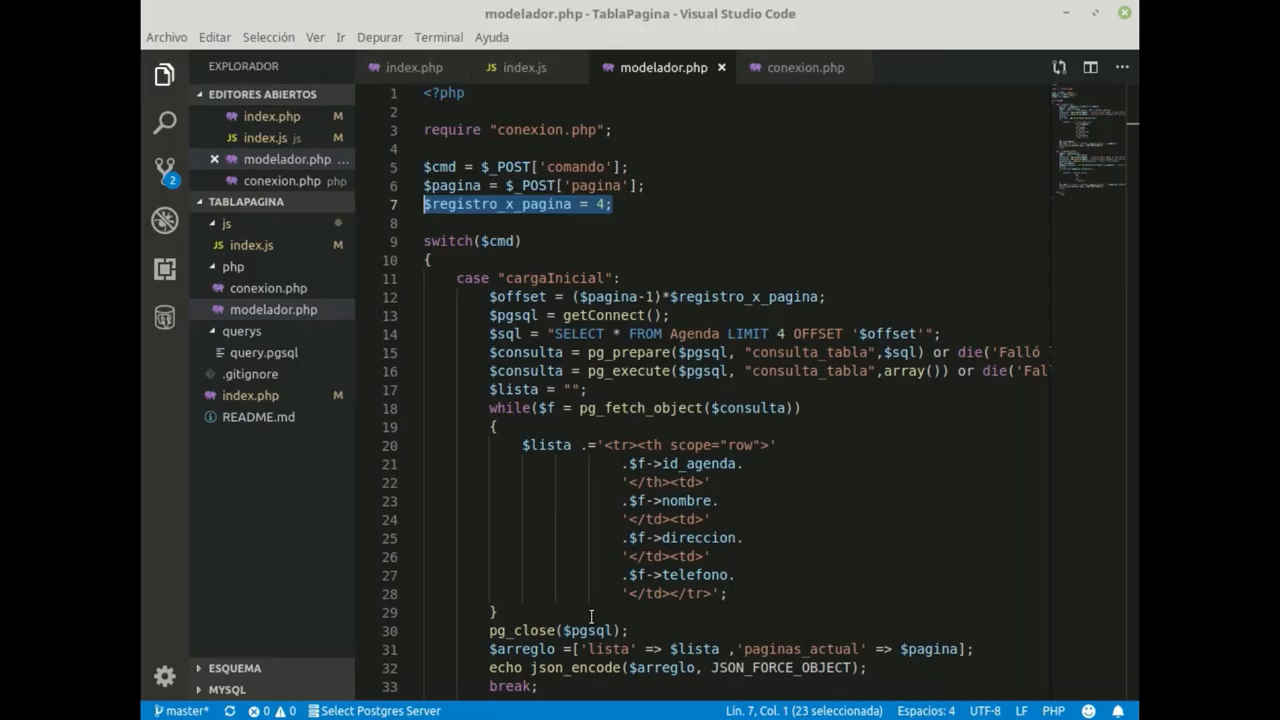 modelador.php - TablaPagina - Visual Studio Code
Archivo Editar Selección Ver Ir Depurar Terminal Ayuda
EXPLORADOR
EDITORES ABIERTOS
index.php M
index.js js M
modelador.php ...
conexion.php php
TABLAPAGINA
js
index.js M
php
conexion.php
modelador.php
querys
query.pgsql
.gitignore
index.php M
README.md
ESQUEMA
MYSQL
2
index.php JS index.js modelador.php × conexion.php
1 <?php
2
3 require "conexion.php";
4
5 $cmd = $_POST['comando'];
6 $pagina = $_POST['pagina'];
7 $registro_x_pagina = 4;
8
9 switch($cmd)
10 {
11 case "cargaInicial":
12 $offset = ($pagina-1)*$registro_x_pagina;
13 $pgsql = getConnect();
14 $sql = "SELECT * FROM Agenda LIMIT 4 OFFSET '$offset'";
15 $consulta = pg_prepare($pgsql, "consulta_tabla",$sql) or die('Falló
16 $consulta = pg_execute($pgsql, "consulta_tabla",array()) or die('Fal
17 $lista = "";
18 while($f = pg_fetch_object($consulta))
19 {
20 $lista .='<tr><th scope="row">'
21 .$f->id_agenda.
22 '</th><td>'
23 .$f->nombre.
24 '</td><td>'
25 .$f->direccion.
26 '</td><td>'
27 .$f->telefono.
28 '</td></tr>';
29 }
30 pg_close($pgsql);
31 $arreglo =['lista' => $lista ,'paginas_actual' => $pagina];
32 echo json_encode($arreglo, JSON_FORCE_OBJECT);
33 break;
master* 0 0 Select Postgres Server Lín. 7, Col. 1 (23 seleccionada) Espacios: 4 UTF-8 LF PHP